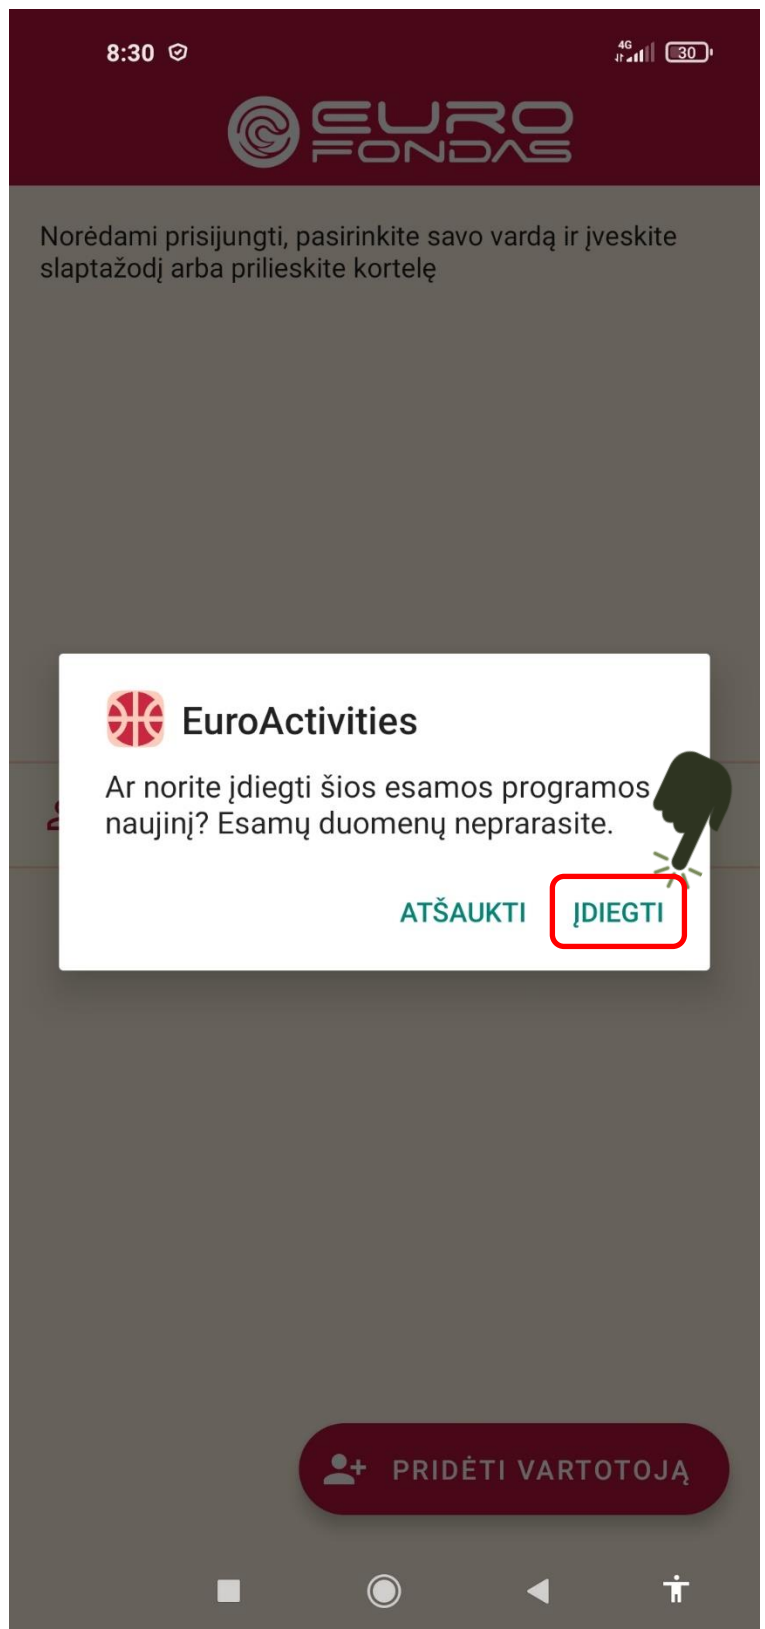 8:30
4G
30
EURO
FONDAS
Norėdami prisijungti, pasirinkite savo vardą ir įveskite
slaptažodį arba prilieskite kortelę
EuroActivities
Ar norite įdiegti šios esamos programos
naujinį? Esamų duomenų neprarasite.
ATŠAUKTI ĮDIEGTI
PRIDĖTI VARTOTOJĄ